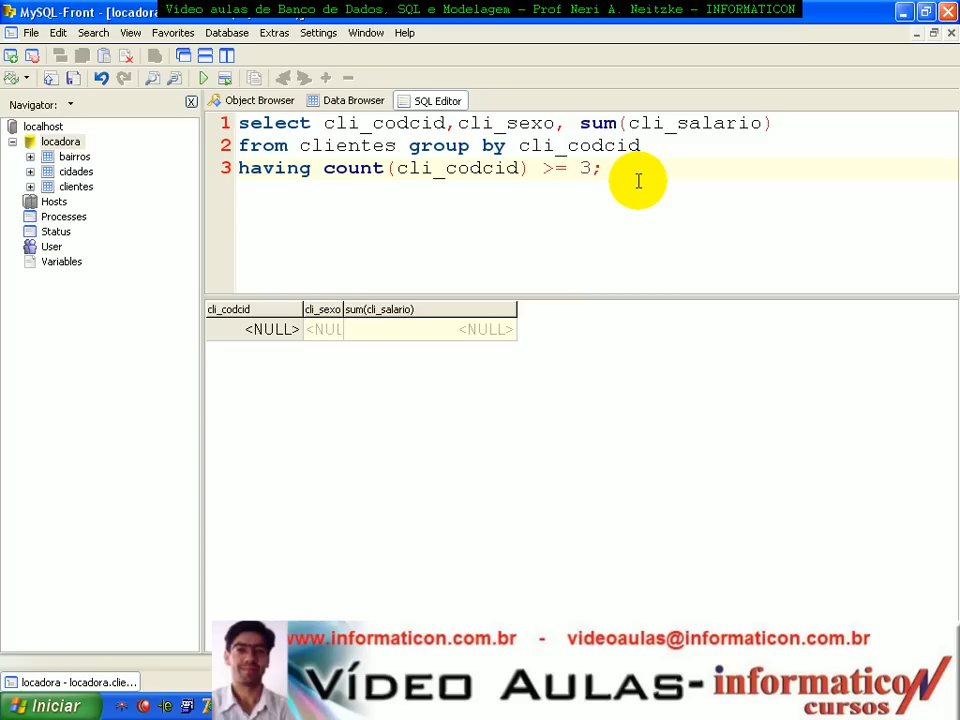 MySQL-Front - [locadora
Vídeo aulas de Banco de Dados, SQL e Modelagem - Prof Neri A. Neitzke - INFORMATICON
File Edit Search View Favorites Database Extras Settings Window Help
Navigator:
Object Browser Data Browser SQL Editor
localhost
locadora
bairros
cidades
clientes
Hosts
Processes
Status
User
Variables
1 select cli_codcid,cli_sexo, sum(cli_salario)
2 from clientes group by cli_codcid
3 having count(cli_codcid) >= 3;
cli_codcid cli_sexo sum(cli_salario)
<NULL> <NUL <NULL>
www.informaticon.com.br - videoaulas@informaticon.com.br
Vídeo Aulas- informaticon
cursos
locadora - locadora.clie...
Iniciar